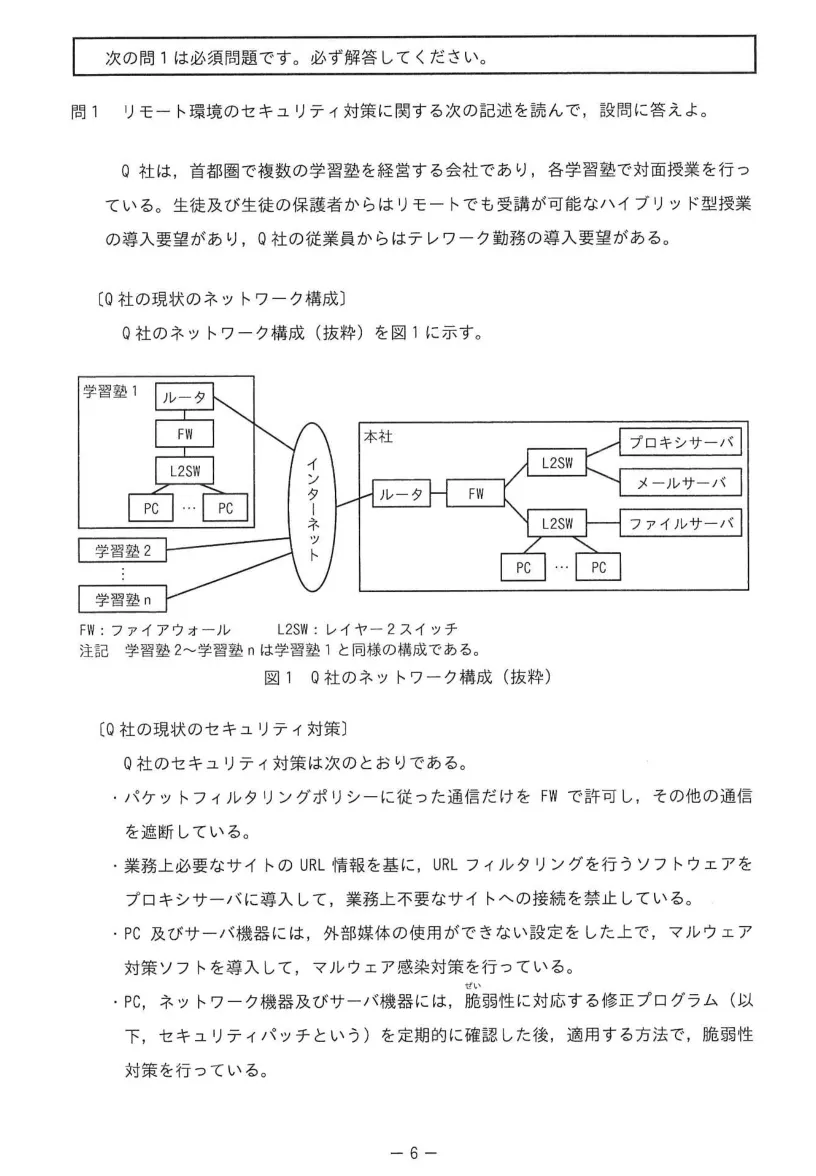 次の問1は必須問題です。必ず解答してください。
問1 リモート環境のセキュリティ対策に関する次の記述を読んで，設問に答えよ。
Q 社は，首都圏で複数の学習塾を経営する会社であり，各学習塾で対面授業を行っ
ている。生徒及び生徒の保護者からはリモートでも受講が可能なハイブリッド型授業
の導入要望があり，Q社の従業員からはテレワーク勤務の導入要望がある。
〔Q社の現状のネットワーク構成〕
Q社のネットワーク構成（抜粋）を図1に示す。
学習塾1
ルータ
FW
L2SW
PC
…
PC
学習塾2
⋮
学習塾n
インターネット
本社
ルータ
FW
L2SW
プロキシサーバ
メールサーバ
L2SW
ファイルサーバ
PC
…
PC
FW：ファイアウォール L2SW：レイヤー2スイッチ
注記 学習塾2～学習塾nは学習塾1と同様の構成である。
図1 Q社のネットワーク構成（抜粋）
〔Q社の現状のセキュリティ対策〕
Q社のセキュリティ対策は次のとおりである。
・パケットフィルタリングポリシーに従った通信だけを FW で許可し，その他の通信
を遮断している。
・業務上必要なサイトの URL 情報を基に，URL フィルタリングを行うソフトウェアを
プロキシサーバに導入して，業務上不要なサイトへの接続を禁止している。
・PC 及びサーバ機器には，外部媒体の使用ができない設定をした上で，マルウェア
対策ソフトを導入して，マルウェア感染対策を行っている。
ぜい
・PC，ネットワーク機器及びサーバ機器には，脆弱性に対応する修正プログラム（以
下，セキュリティパッチという）を定期的に確認した後，適用する方法で，脆弱性
対策を行っている。
－ 6 －